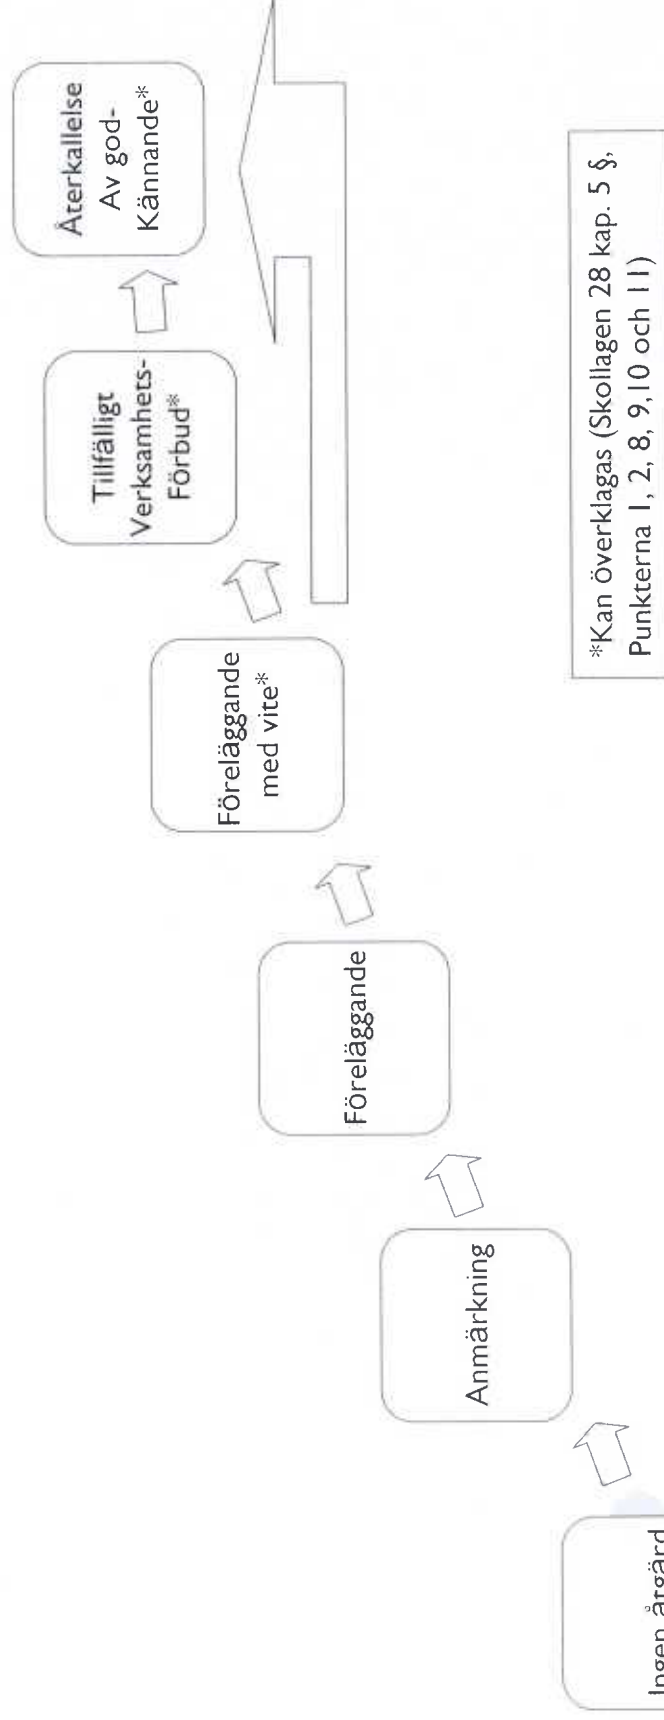 Ingen åtgärd
Anmärkning
Föreläggande
Föreläggande
med vite*
Tillfälligt
Verksamhets-
Förbud*
Återkallelse
Av god-
Kännande*
*Kan överklagas (Skollagen 28 kap. 5 §,
Punkterna 1, 2, 8, 9,10 och 11)